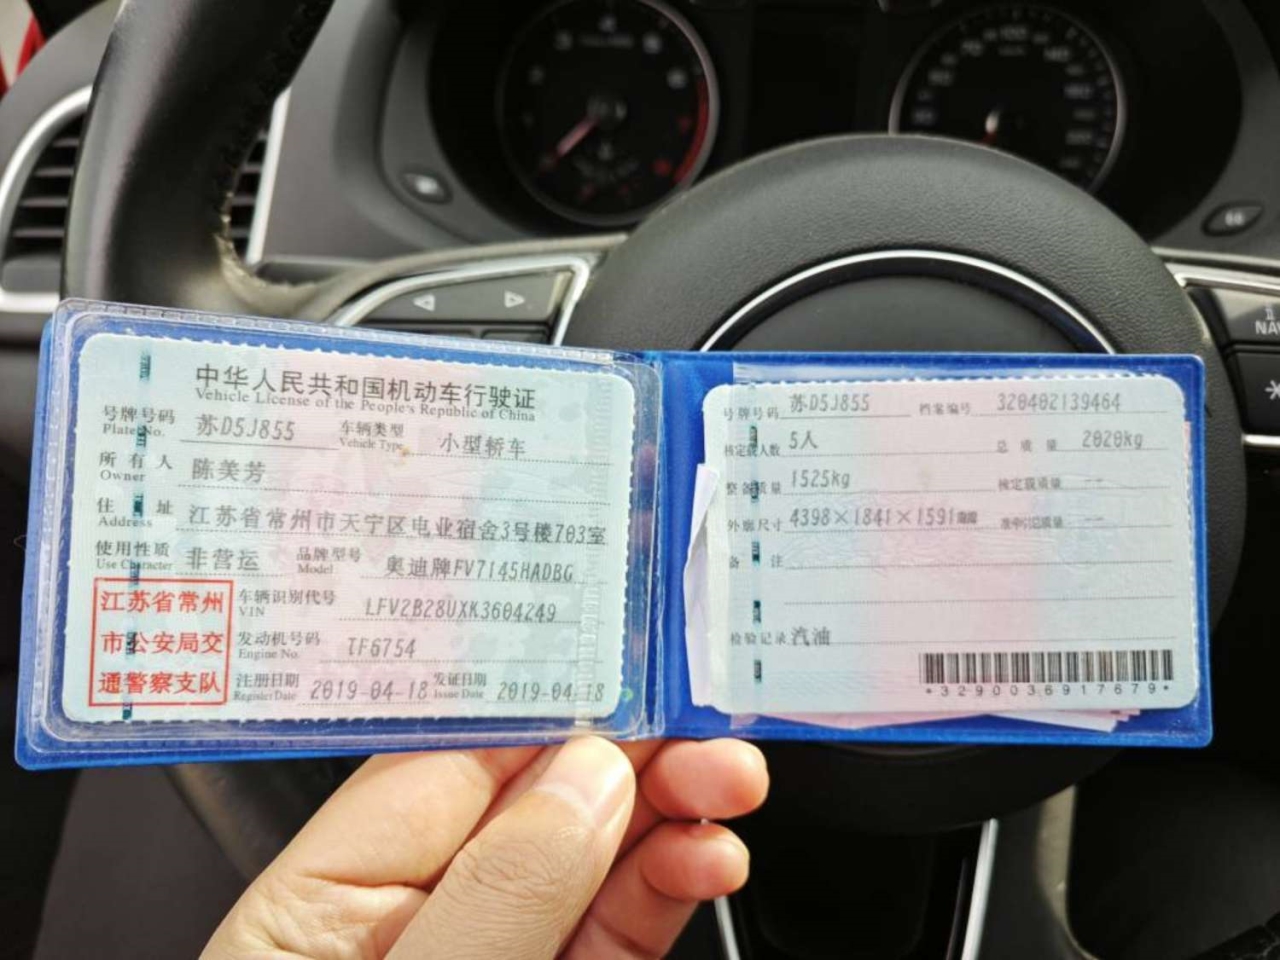 中华人民共和国机动车行驶证
Vehicle License of the People's Republic of China
号牌号码 苏D5J855 车辆类型 小型轿车
Plate No. Vehicle Type
所有人 陈美芳
Owner
住址 江苏省常州市天宁区电业宿舍3号楼703室
Address
使用性质 非营运 品牌型号 奥迪牌FV7145HADBG
Use Character Model
江苏省常州
市公安局交
通警察支队
车辆识别代号 LFV2B28UXK3604249
VIN
发动机号码 TF6754
Engine No.
注册日期 2019-04-18 发证日期 2019-04-18
Register Date Issue Date
号牌号码 苏D5J855 档案编号 320402139464
核定载人数 5人 总质量 2020kg
整备质量 1525kg 核定载质量 --
外廓尺寸 4398×1841×1591 准牵引总质量 --
备注
检验记录 汽油
*3290036917679*
NAV